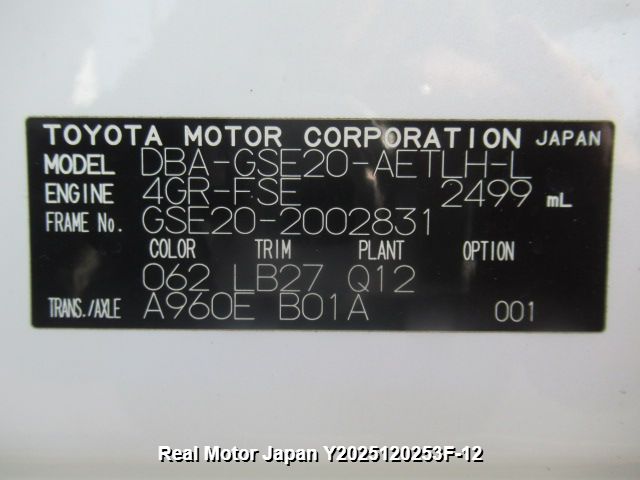 TOYOTA MOTOR CORPORATION JAPAN
MODEL DBA-GSE20-AETLH-L
ENGINE 4GR-FSE 2499 mL
FRAME No. GSE20-2002831
COLOR TRIM PLANT OPTION
062 LB27 Q12
TRANS./AXLE A960E B01A 001
Real Motor Japan Y2025120253F-12